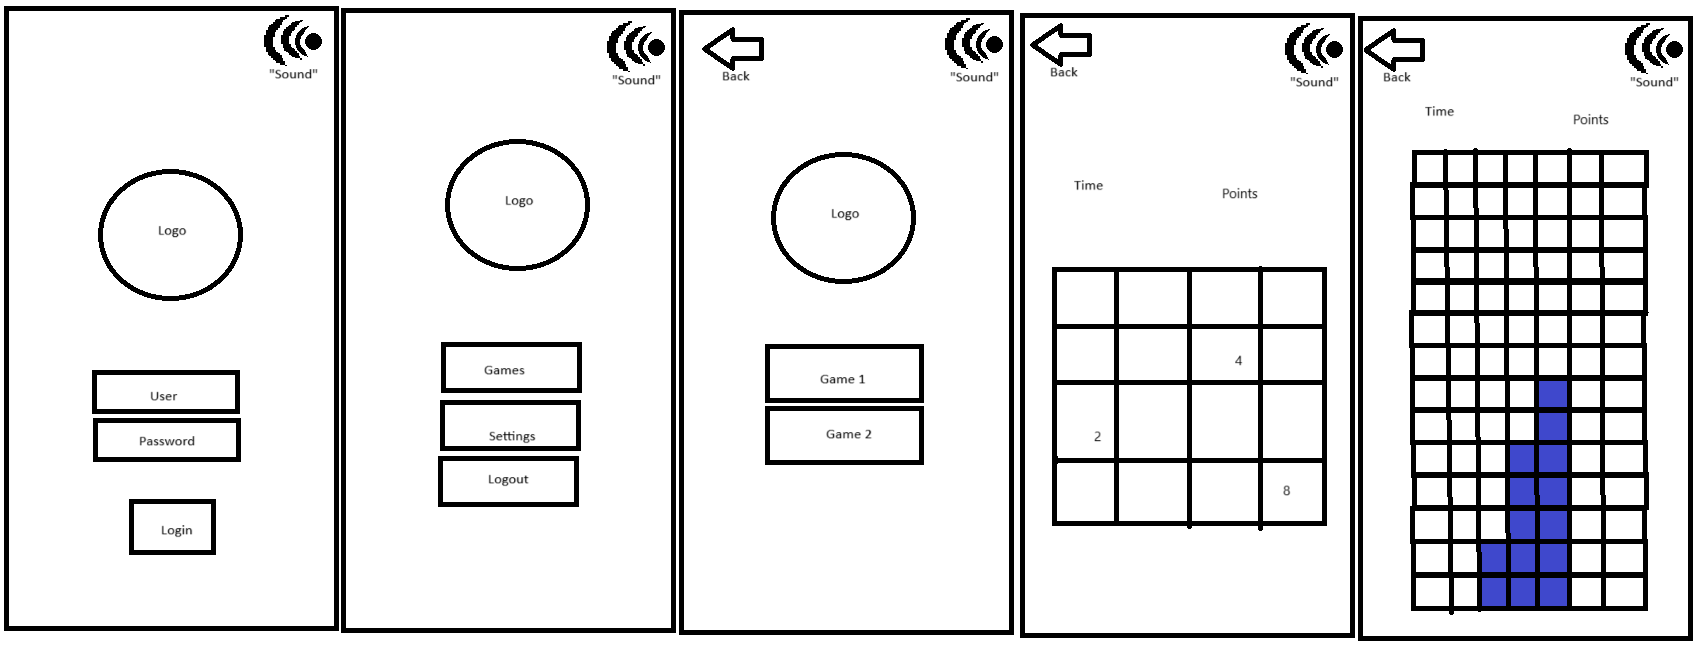 "Sound"
Logo
User
Password
Login
"Sound"
Logo
Games
Settings
Logout
Back
"Sound"
Logo
Game 1
Game 2
Back
"Sound"
Time
Points
4
2
8
Back
"Sound"
Time
Points